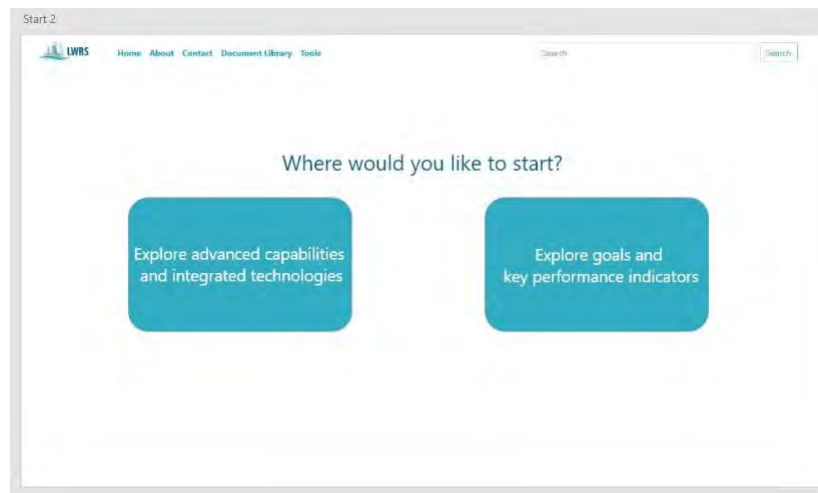 Start 2
LWRS Home About Contact Document Library Tools Search Search
Where would you like to start?
Explore advanced capabilities
and integrated technologies
Explore goals and
key performance indicators